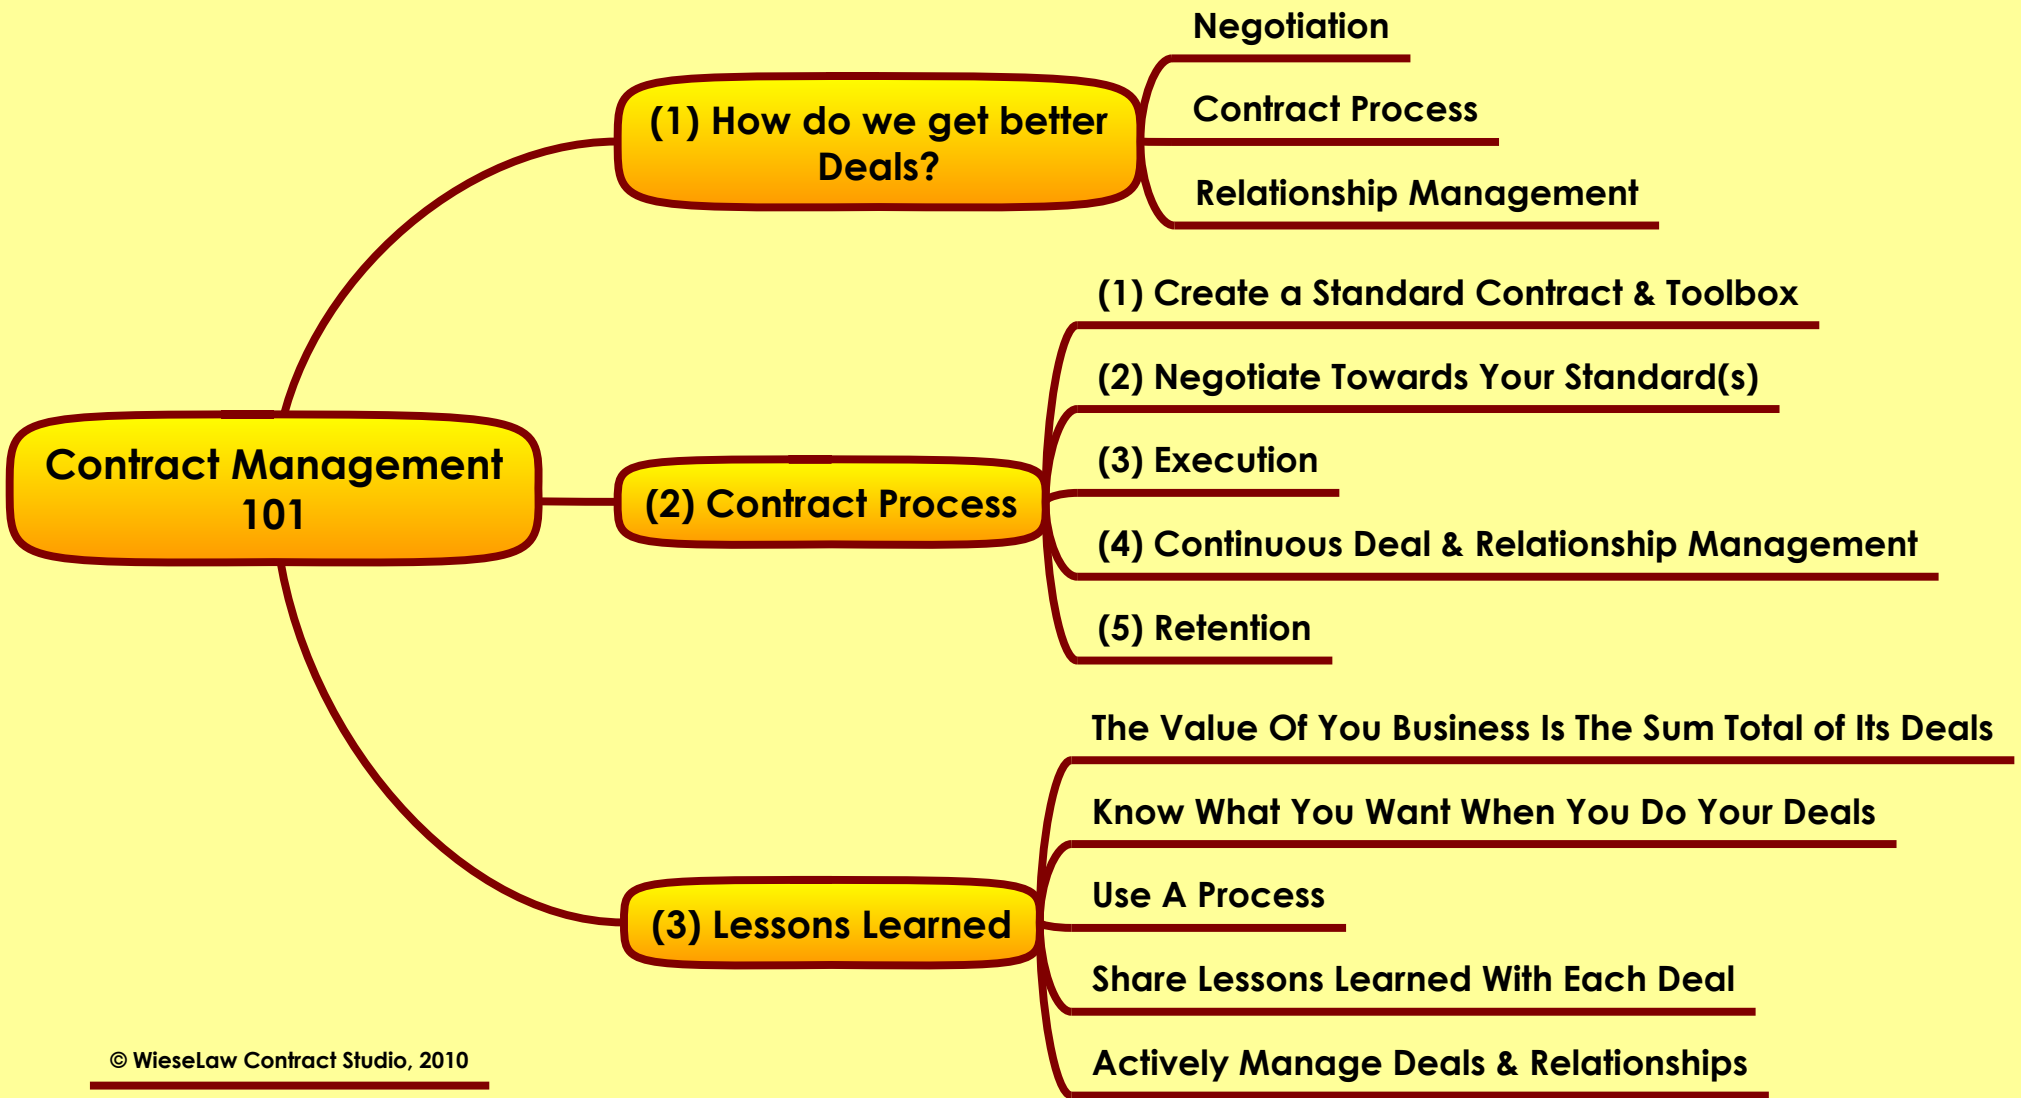 Contract Management
101
(1) How do we get better
Deals?
Negotiation
Contract Process
Relationship Management
(2) Contract Process
(1) Create a Standard Contract & Toolbox
(2) Negotiate Towards Your Standard(s)
(3) Execution
(4) Continuous Deal & Relationship Management
(5) Retention
(3) Lessons Learned
The Value Of You Business Is The Sum Total of Its Deals
Know What You Want When You Do Your Deals
Use A Process
Share Lessons Learned With Each Deal
Actively Manage Deals & Relationships
© WieseLaw Contract Studio, 2010